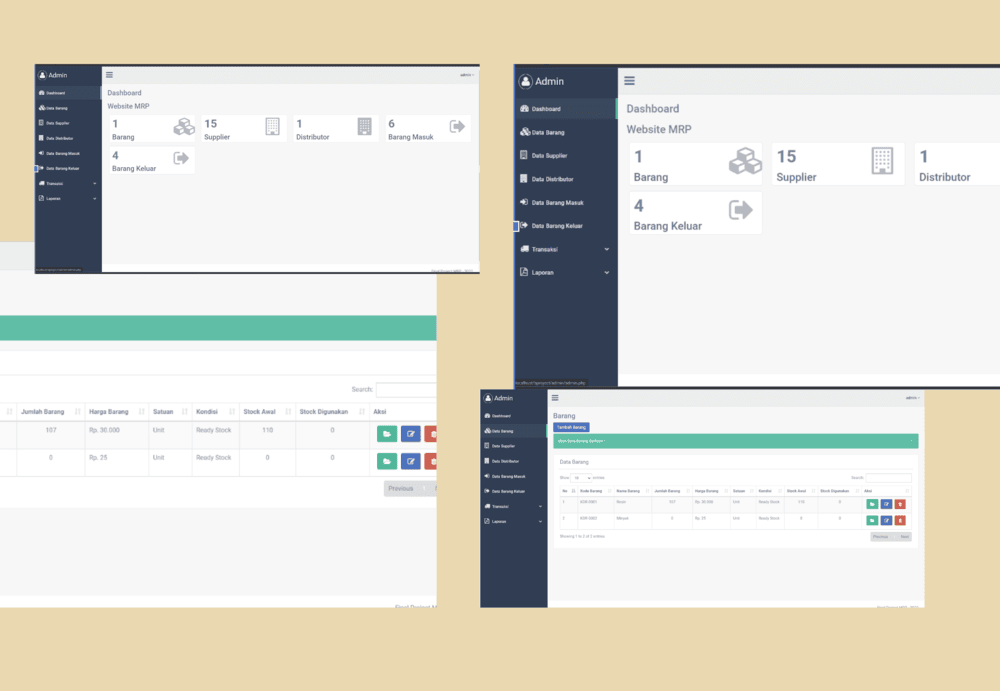 Admin
admin
Dashboard
Data Barang
Data Supplier
Data Distributor
Data Barang Masuk
Data Barang Keluar
Transaksi
Laporan
Dashboard
Website MRP
1
Barang
15
Supplier
1
Distributor
6
Barang Masuk
4
Barang Keluar
Admin
Dashboard
Data Barang
Data Supplier
Data Distributor
Data Barang Masuk
Data Barang Keluar
Transaksi
Laporan
Dashboard
Website MRP
1
Barang
15
Supplier
1
Distributor
4
Barang Keluar
Search:
Jumlah Barang Harga Barang Satuan Kondisi Stock Awal Stock Digunakan Aksi
107 Rp. 30.000 Unit Ready Stock 110 0
0 Rp. 25 Unit Ready Stock 0 0
Previous
Admin
admin
Dashboard
Data Barang
Data Supplier
Data Distributor
Data Barang Masuk
Data Barang Keluar
Transaksi
Laporan
Barang
Tambah Barang
Data Barang
Show 10 entries
Search:
No Kode Barang Nama Barang Jumlah Barang Harga Barang Satuan Kondisi Stock Awal Stock Digunakan Aksi
107 Rp. 30.000 Unit Ready Stock 110 0
0 Rp. 25 Unit Ready Stock 0 0
Showing 1 to 2 of 2 entries
Previous Next